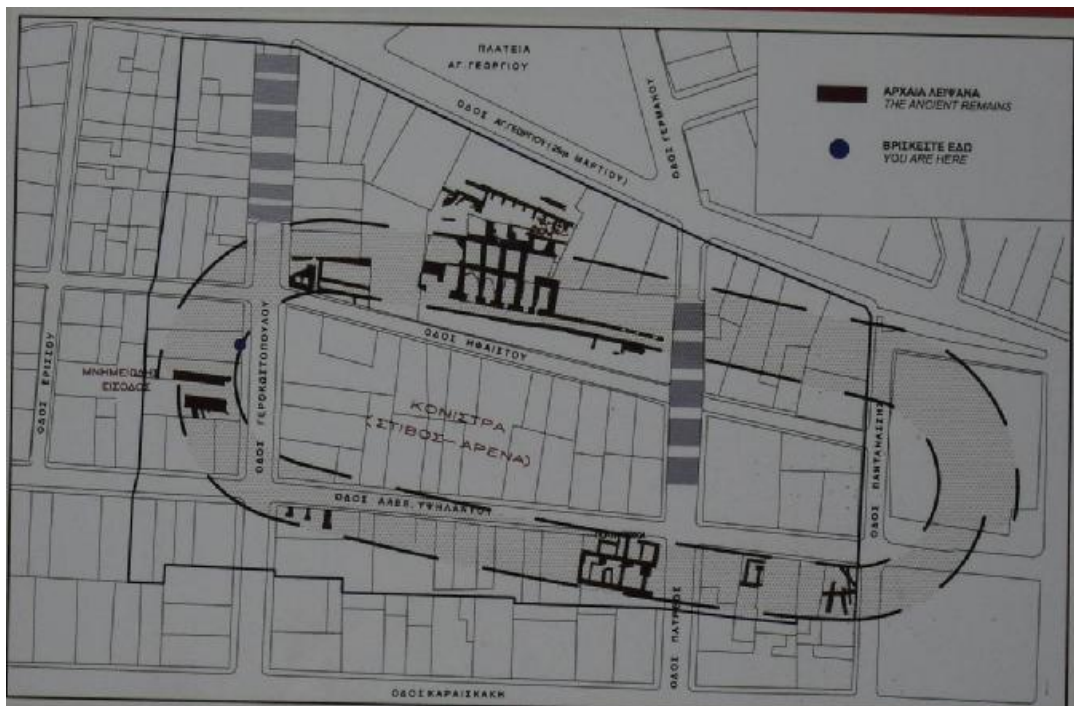 ΠΛΑΤΕΙΑ
ΑΓ. ΓΕΩΡΓΙΟΥ
ΟΔΟΣ ΑΓ. ΓΕΩΡΓΙΟΥ (25ης ΜΑΡΤΙΟΥ)
ΟΔΟΣ ΓΕΡΜΑΝΟΥ
ΑΡΧΑΙΑ ΛΕΙΨΑΝΑ
THE ANCIENT REMAINS
ΒΡΙΣΚΕΣΤΕ ΕΔΩ
YOU ARE HERE
ΟΔΟΣ ΕΡΙΣΣΟΥ
ΜΝΗΜΕΙΩΔΗΣ
ΕΙΣΟΔΟΣ
ΟΔΟΣ ΓΕΡΟΚΩΣΤΟΠΟΥΛΟΥ
ΟΔΟΣ ΗΦΑΙΣΤΟΥ
ΚΟΝΙΣΤΡΑ
(ΣΤΙΒΟΣ-ΑΡΕΝΑ)
ΟΔΟΣ ΠΑΝΤΑΝΑΣΣΗΣ
ΟΔΟΣ ΑΛΕΞ. ΥΨΗΛΑΝΤΟΥ
ΟΔΟΣ ΠΑΤΡΕΩΣ
ΟΔΟΣ ΚΑΡΑΙΣΚΑΚΗ